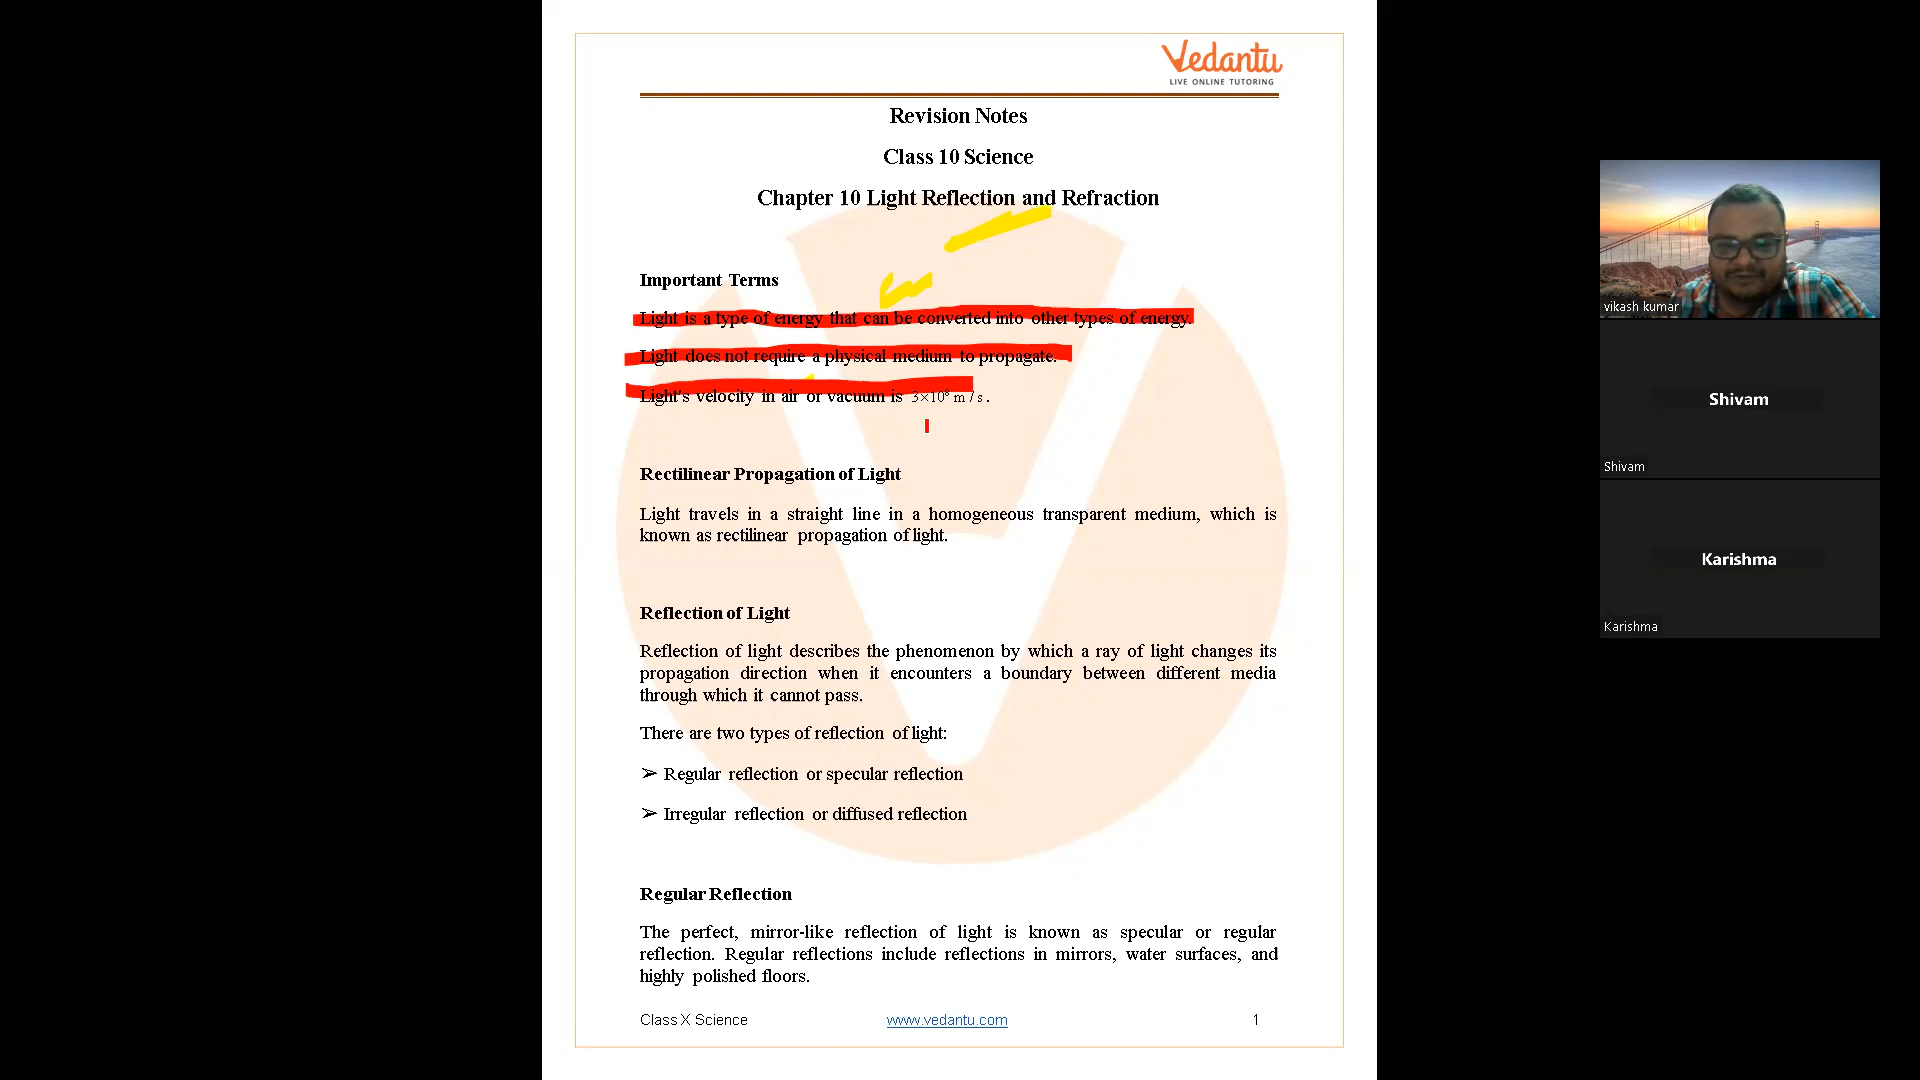 Vedantu
LIVE ONLINE TUTORING
Revision Notes
Class 10 Science
Chapter 10 Light Reflection and Refraction
Important Terms
Light is a type of energy that can be converted into other types of energy.
Light does not require a physical medium to propagate.
Light's velocity in air or vacuum is 3×10⁸ m / s .
Rectilinear Propagation of Light
Light travels in a straight line in a homogeneous transparent medium, which is
known as rectilinear propagation of light.
Reflection of Light
Reflection of light describes the phenomenon by which a ray of light changes its
propagation direction when it encounters a boundary between different media
through which it cannot pass.
There are two types of reflection of light:
➢ Regular reflection or specular reflection
➢ Irregular reflection or diffused reflection
Regular Reflection
The perfect, mirror-like reflection of light is known as specular or regular
reflection. Regular reflections include reflections in mirrors, water surfaces, and
highly polished floors.
Class X Science www.vedantu.com 1
vikash kumar
Shivam
Shivam
Karishma
Karishma